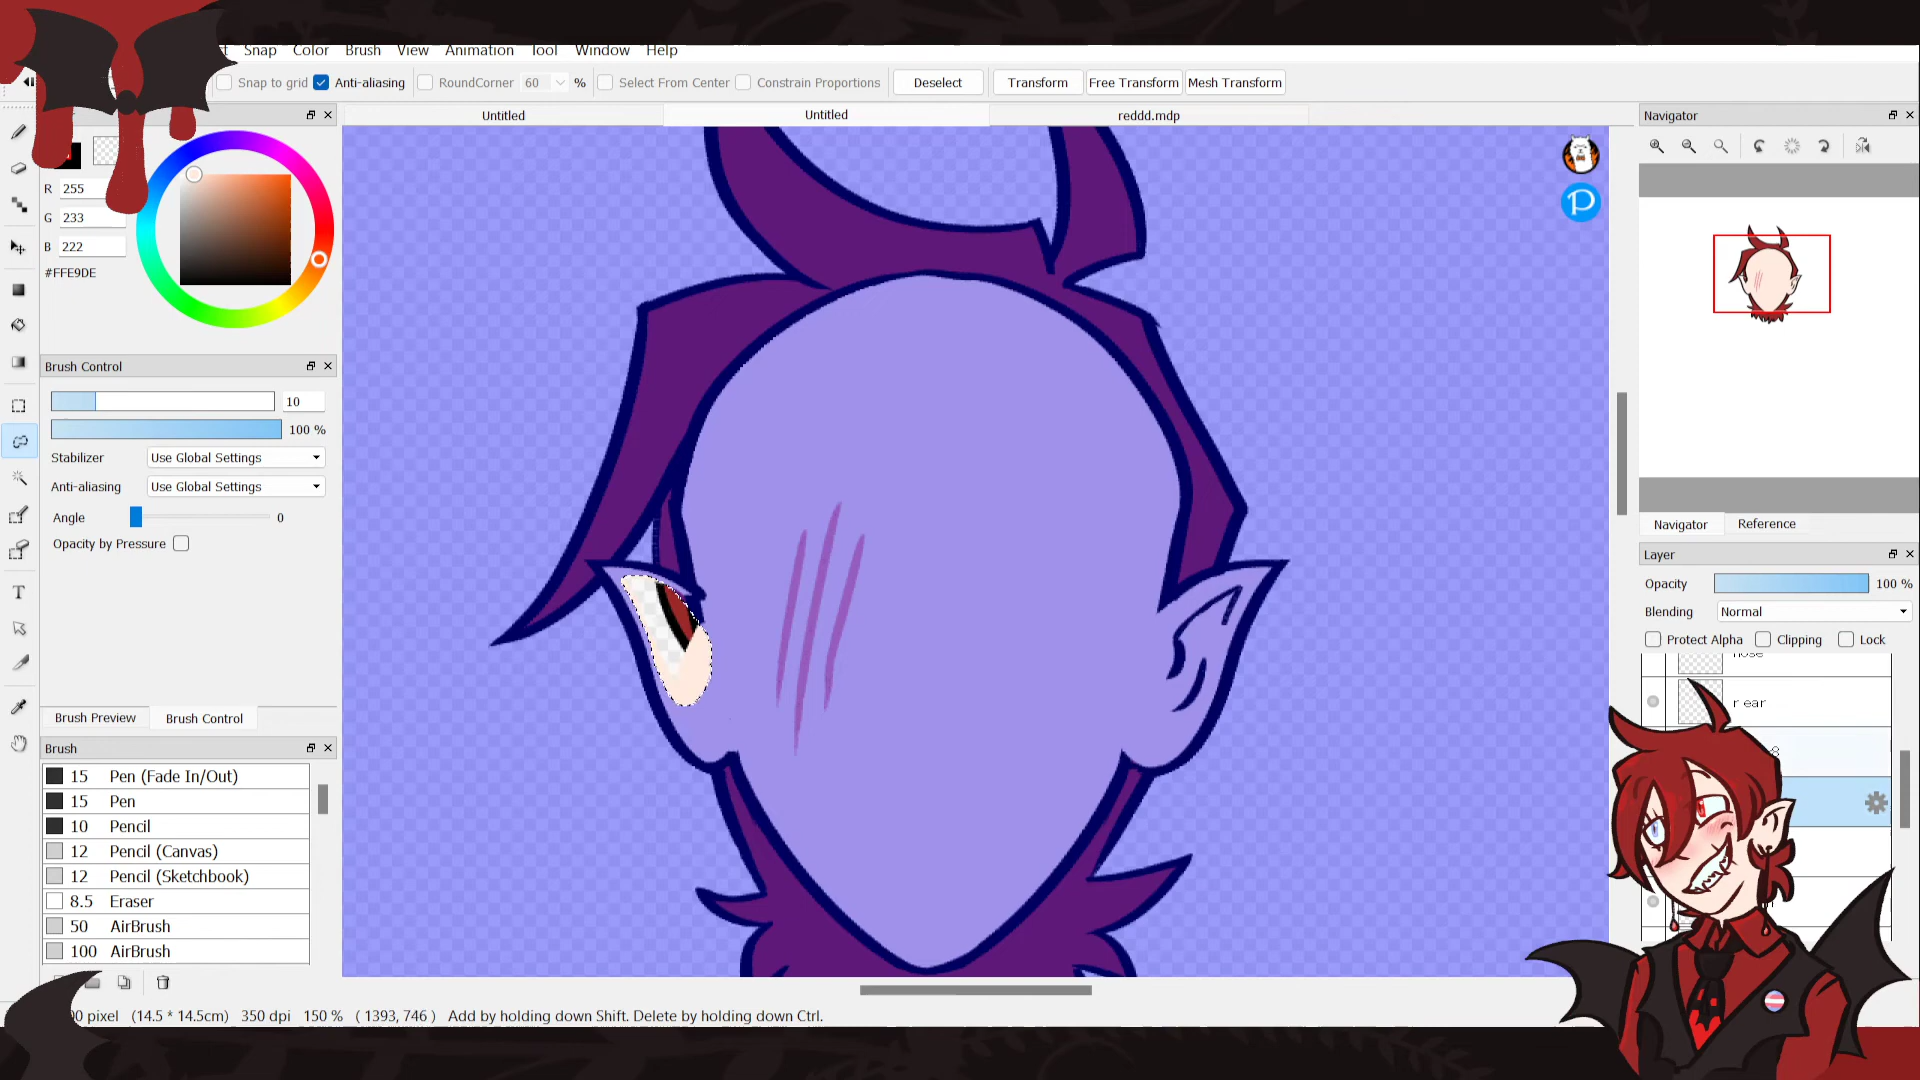 Snap Color Brush View Animation Tool Window Help
Snap to grid Anti-aliasing RoundCorner 60 % Select From Center Constrain Proportions Deselect Transform Free Transform Mesh Transform
Untitled Untitled reddd.mdp
Navigator
R 255
G 233
B 222
#FFE9DE
P
Brush Control
10
100 %
Stabilizer Use Global Settings
Anti-aliasing Use Global Settings
Angle 0
Opacity by Pressure
Navigator Reference
Layer
Opacity 100 %
Blending Normal
Protect Alpha Clipping Lock
nose
r ear
Brush Preview Brush Control
Brush
15 Pen (Fade In/Out)
15 Pen
10 Pencil
12 Pencil (Canvas)
12 Pencil (Sketchbook)
8.5 Eraser
50 AirBrush
100 AirBrush
pixel (14.5 * 14.5cm) 350 dpi 150 % ( 1393, 746 ) Add by holding down Shift. Delete by holding down Ctrl.
T